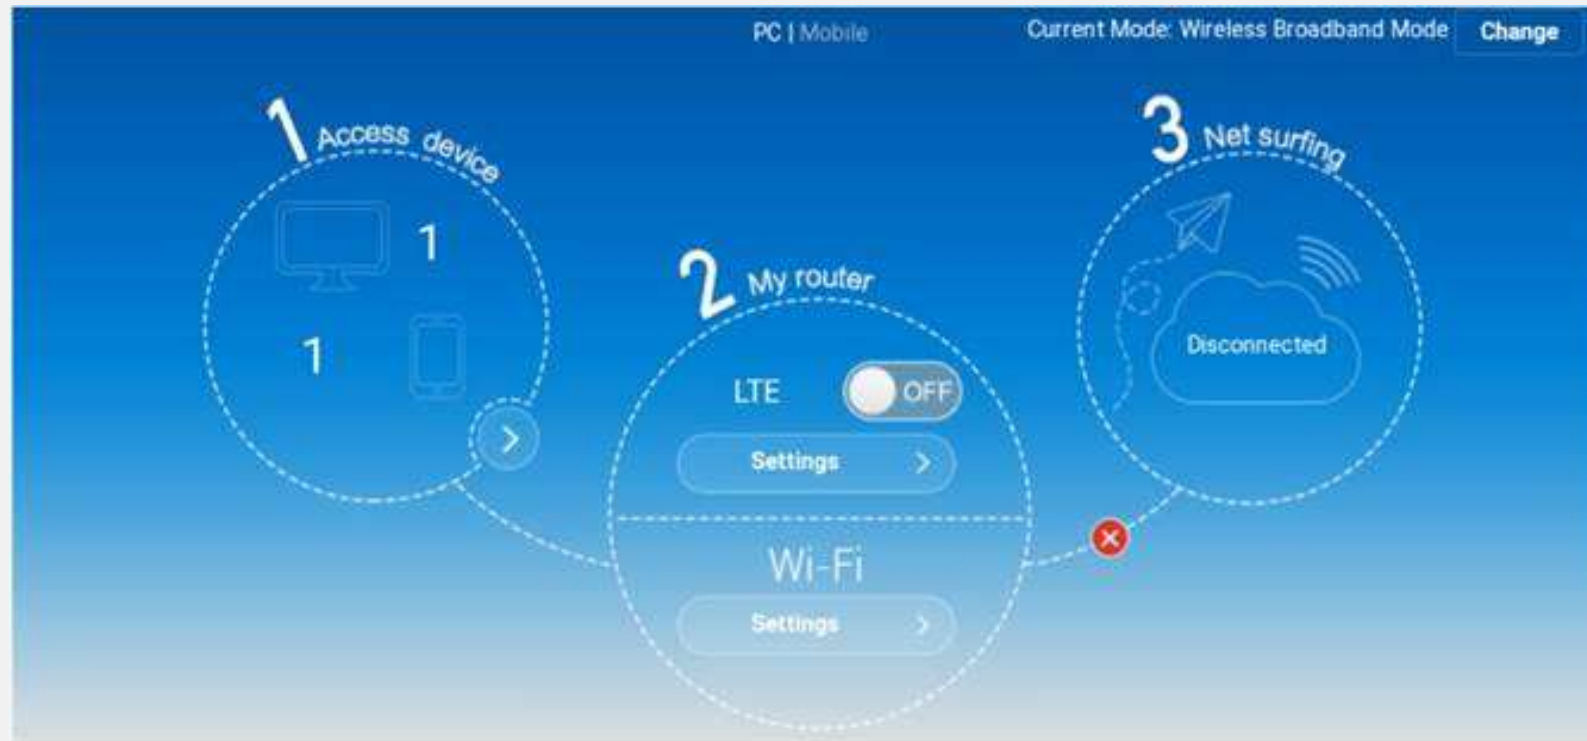 PC | Mobile
Current Mode: Wireless Broadband Mode
Change
1 Access device
1
1
2 My router
LTE OFF
Settings
Wi-Fi
Settings
3 Net surfing
Disconnected